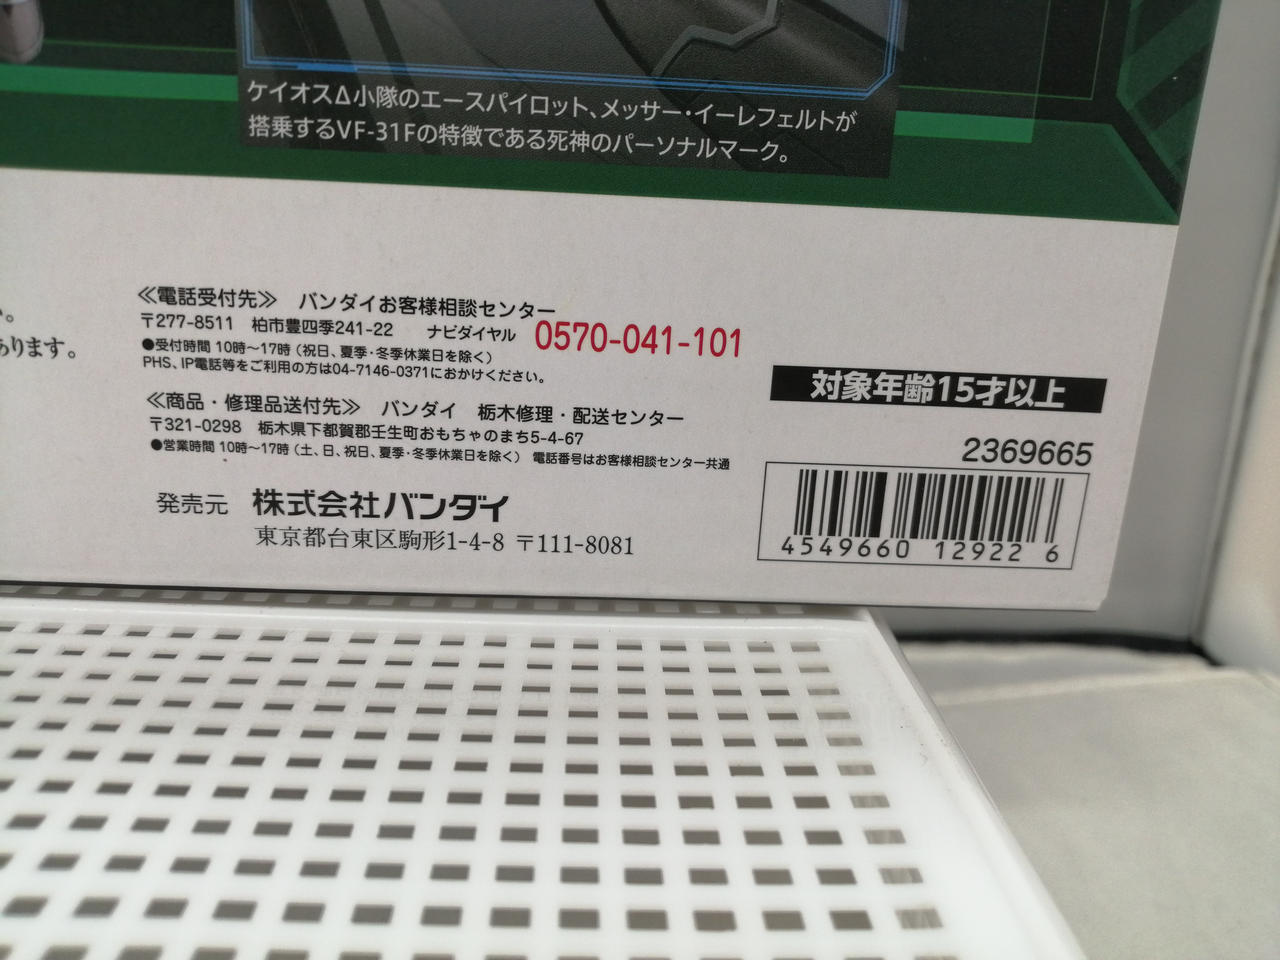 ケイオスΔ小隊のエースパイロット、メッサー・イーレフェルトが
搭乗するVF-31Fの特徴である死神のパーソナルマーク。
い。
あります。
≪電話受付先≫ バンダイお客様相談センター
〒277-8511 柏市豊四季241-22 ナビダイヤル 0570-041-101
●受付時間 10時〜17時（祝日、夏季・冬季休業日を除く）
PHS、IP電話等をご利用の方は04-7146-0371におかけください。
≪商品・修理品送付先≫ バンダイ 栃木修理・配送センター
〒321-0298 栃木県下都賀郡壬生町おもちゃのまち5-4-67
●営業時間 10時〜17時（土、日、祝日、夏季・冬季休業日を除く） 電話番号はお客様相談センター共通
発売元 株式会社バンダイ
東京都台東区駒形1-4-8 〒111-8081
対象年齢15才以上
2369665
4549660 12922 6